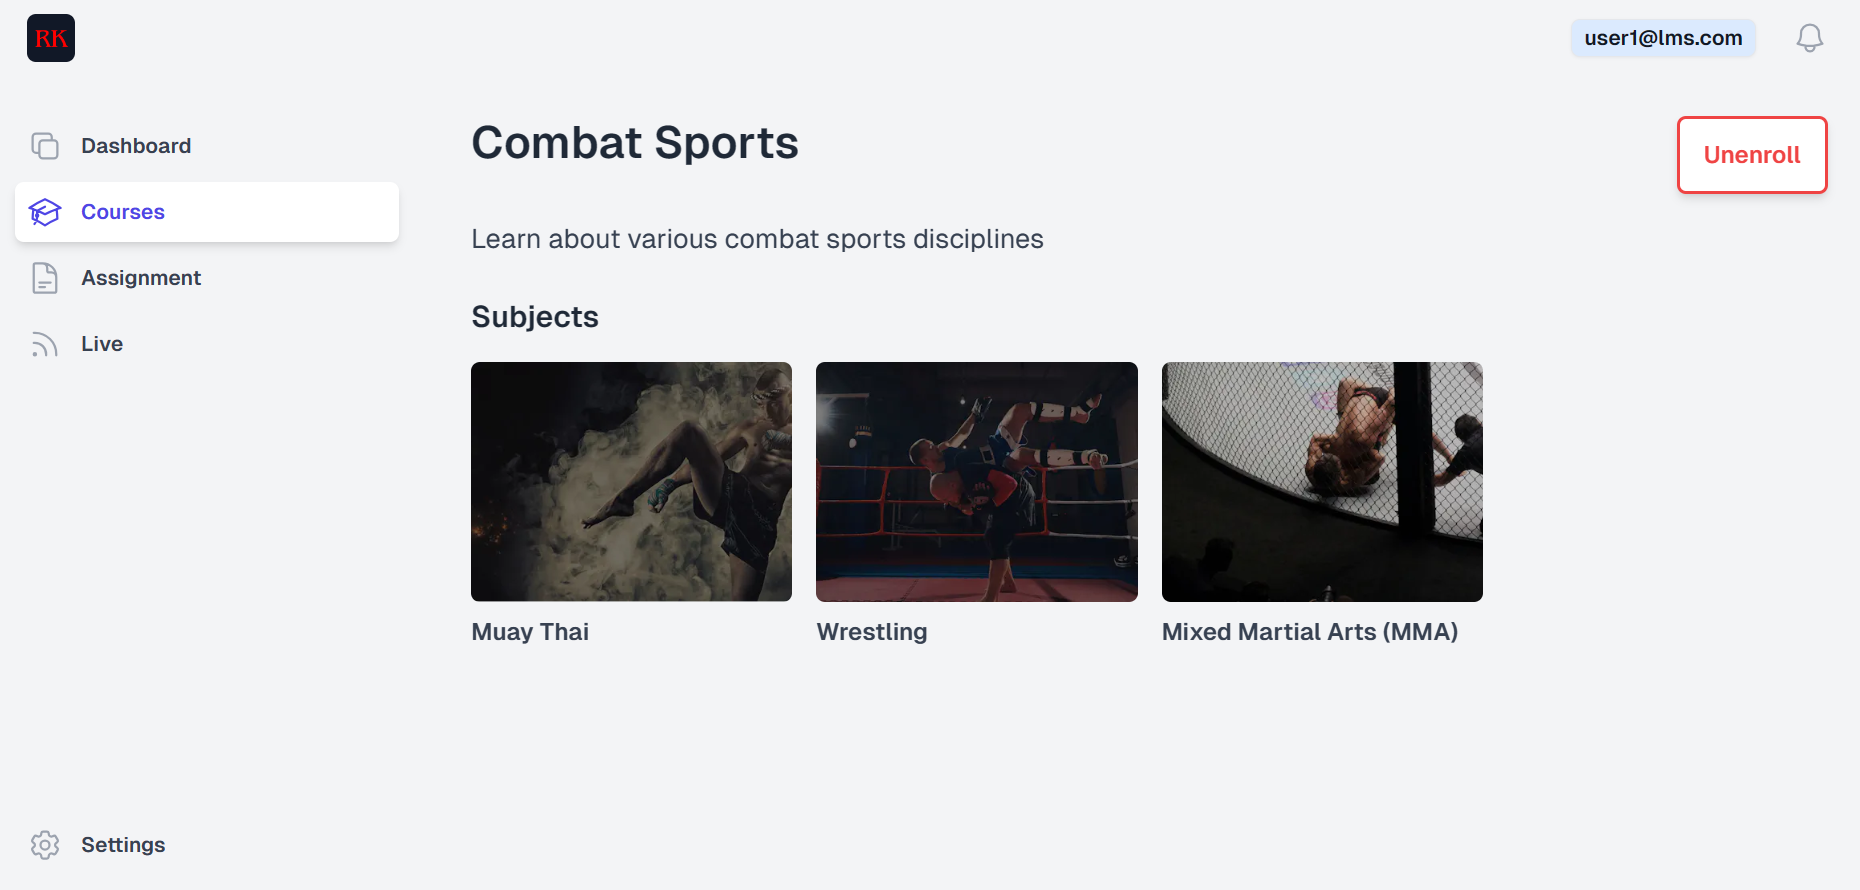 RK
user1@lms.com
Dashboard
Courses
Assignment
Live
Settings
Combat Sports
Unenroll
Learn about various combat sports disciplines
Subjects
Muay Thai
Wrestling
Mixed Martial Arts (MMA)